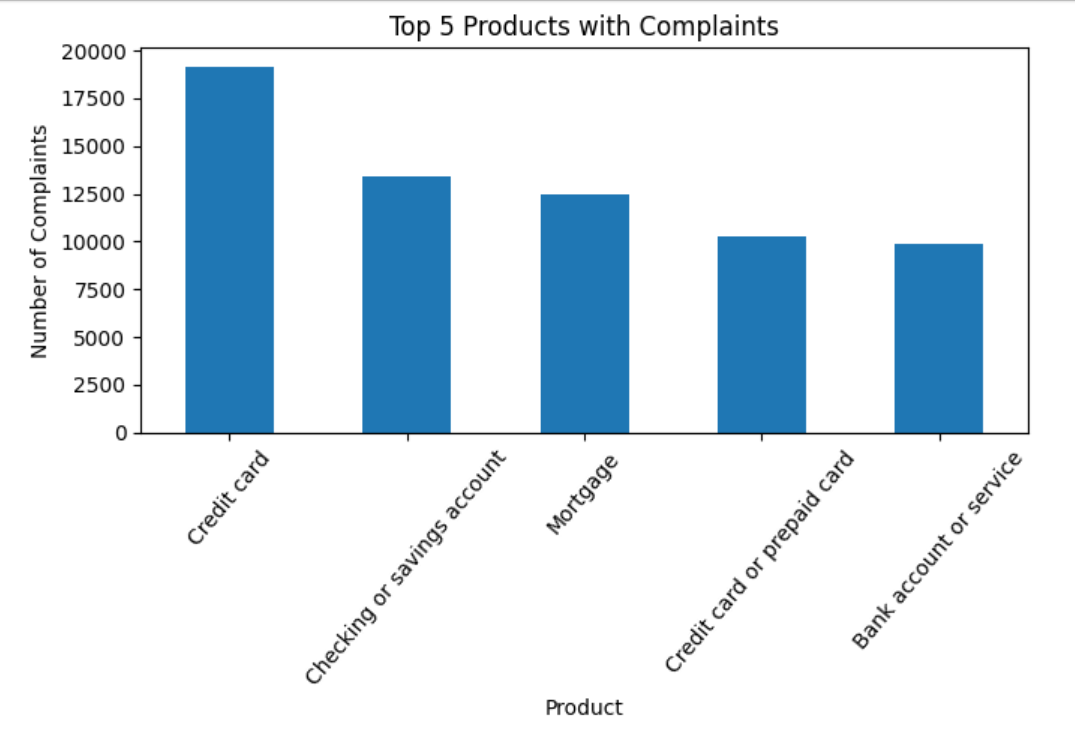 Top 5 Products with Complaints
Number of Complaints
20000
17500
15000
12500
10000
7500
5000
2500
0
Credit card
Checking or savings account
Mortgage
Credit card or prepaid card
Bank account or service
Product